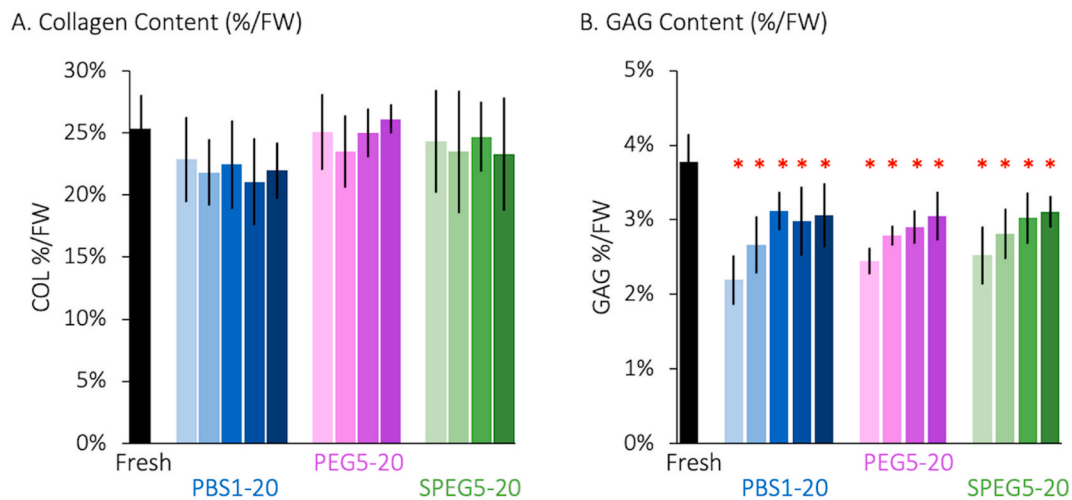 A. Collagen Content (%/FW)
COL %/FW
30%
25%
20%
15%
10%
5%
0%
Fresh
PBS1-20
PEG5-20
SPEG5-20
B. GAG Content (%/FW)
GAG %/FW
5%
4%
3%
2%
1%
0%
* * * * *
* * * *
* * * *
Fresh
PBS1-20
PEG5-20
SPEG5-20